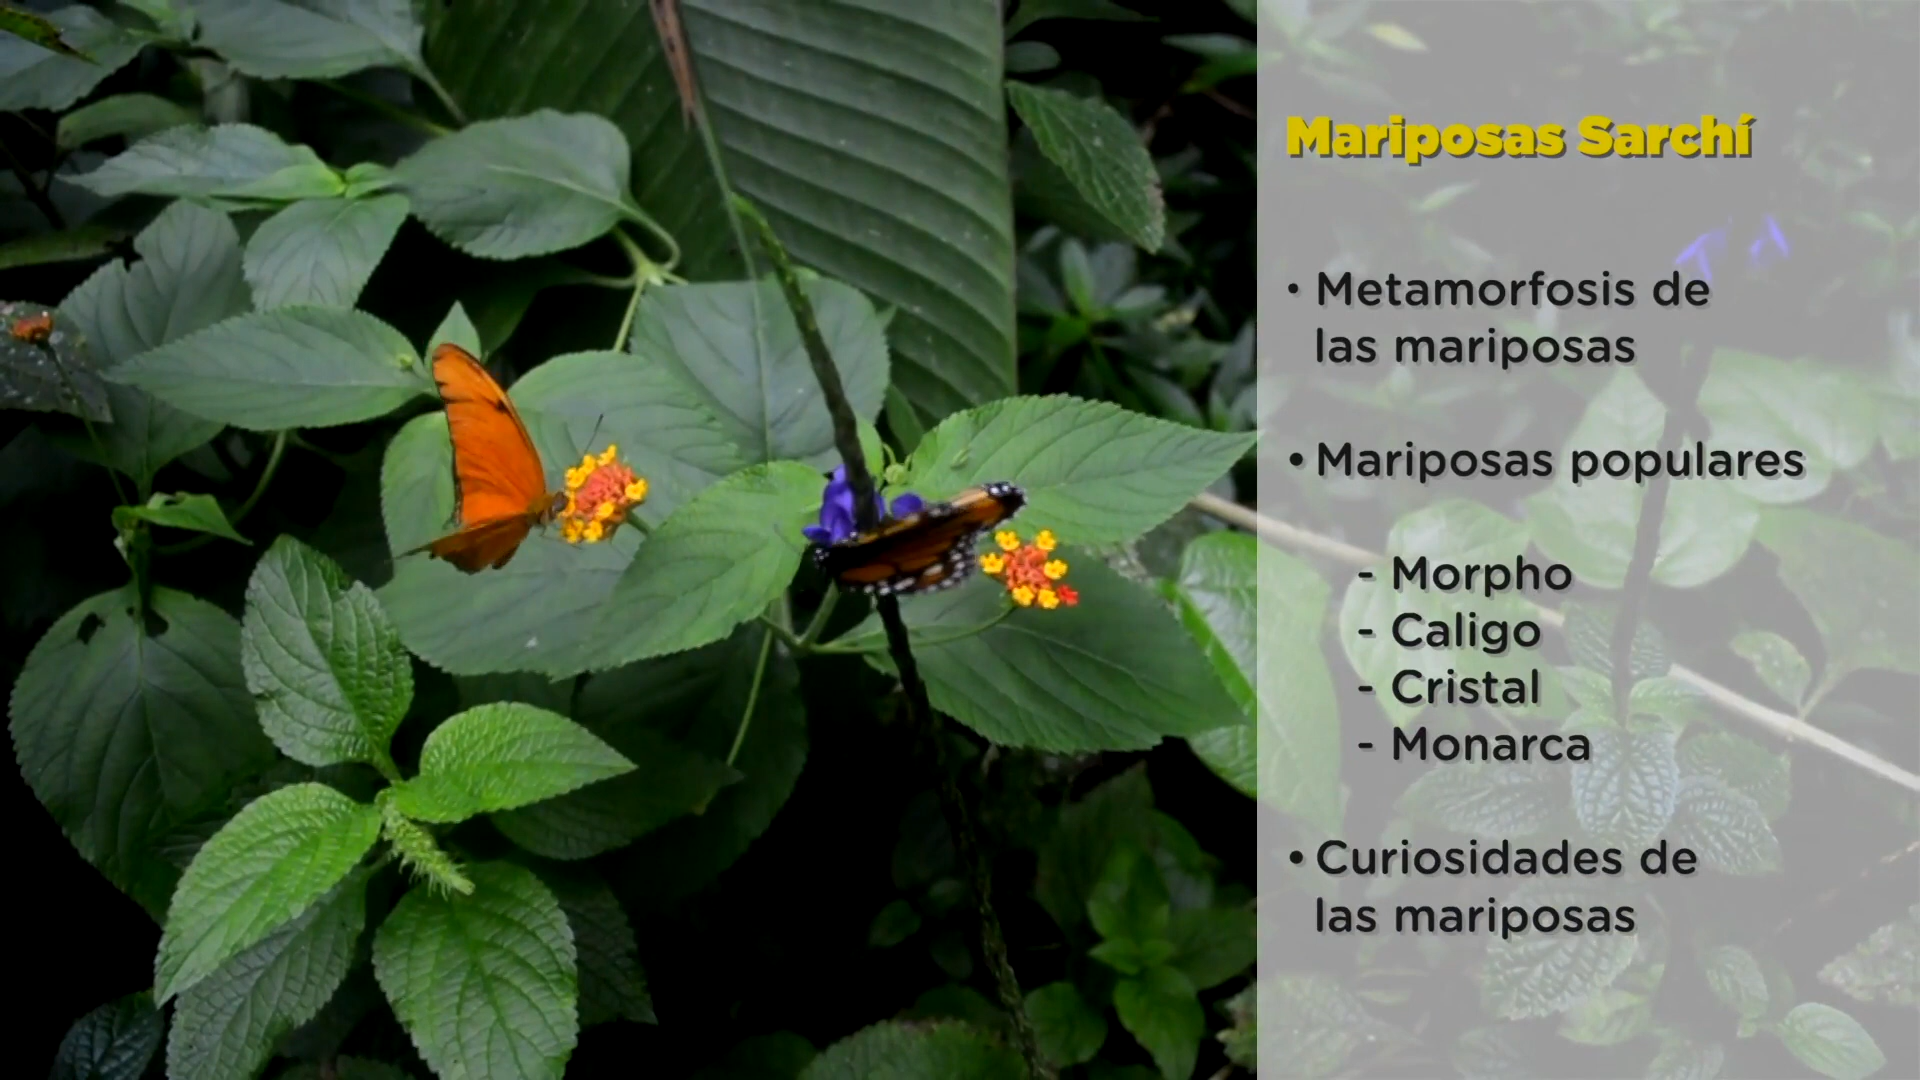 Mariposas Sarchí
• Metamorfosis de
las mariposas
• Mariposas populares
- Morpho
- Caligo
- Cristal
- Monarca
• Curiosidades de
las mariposas